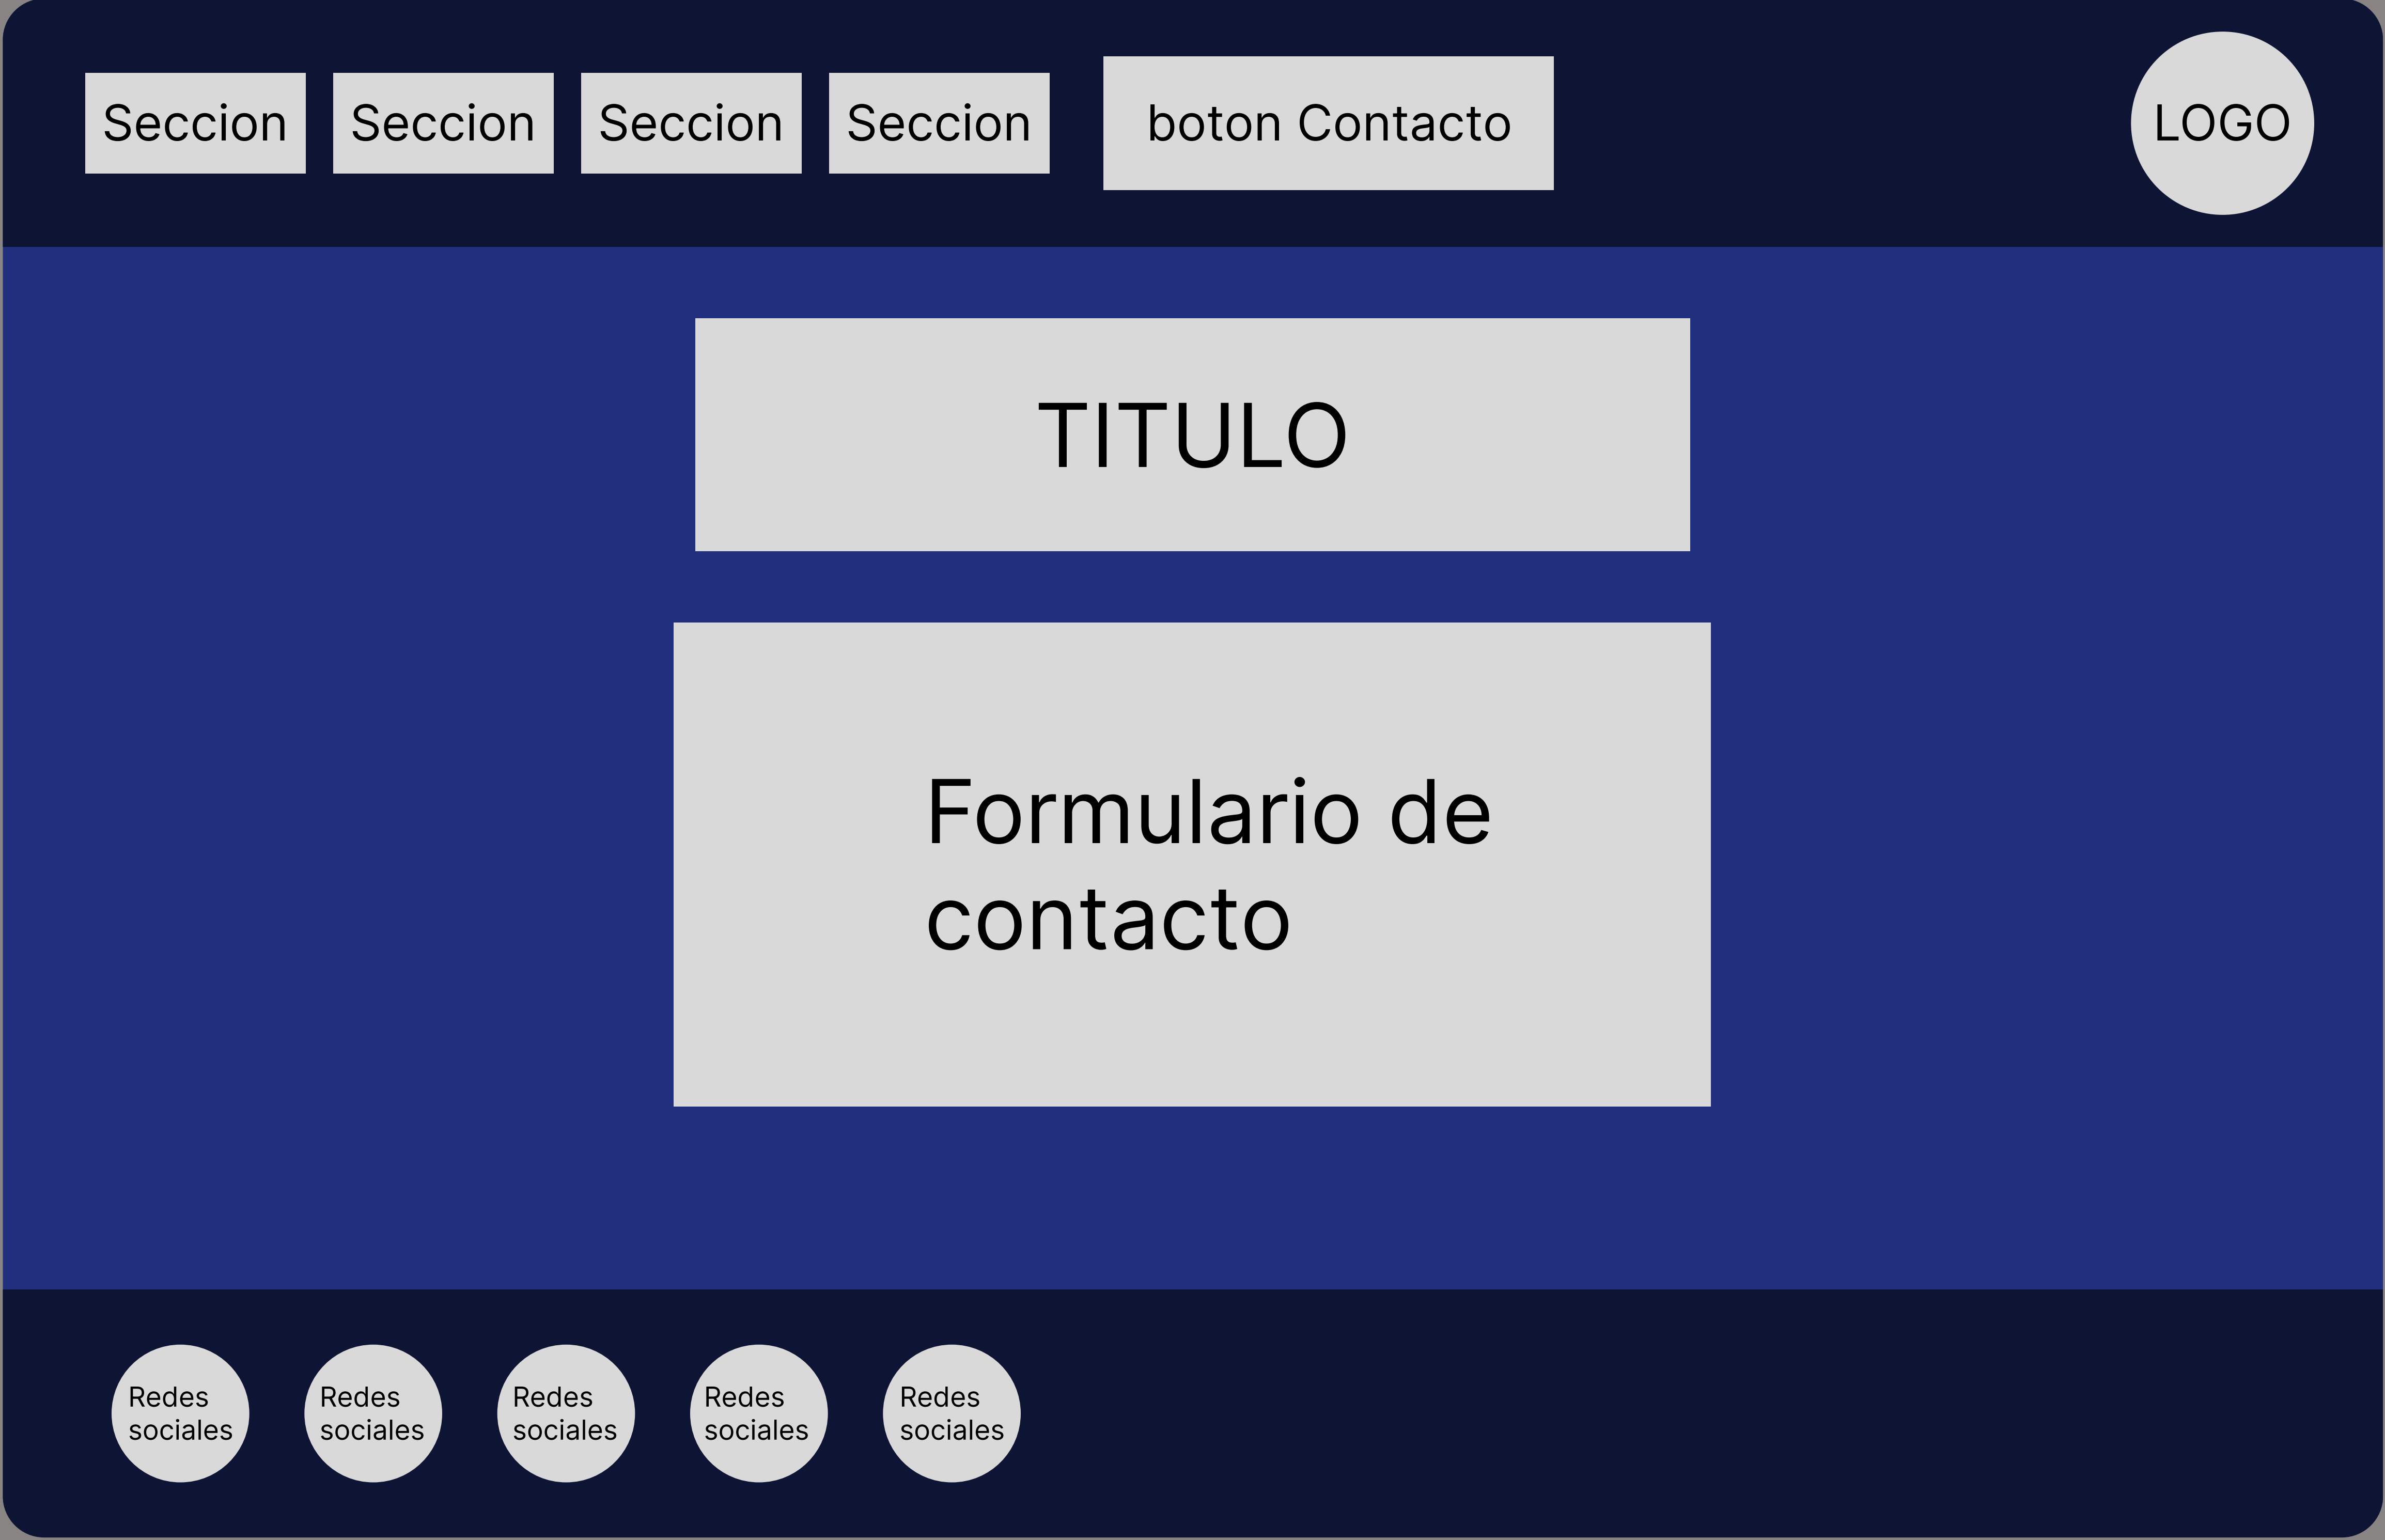 Seccion
Seccion
Seccion
Seccion
boton Contacto
LOGO
TITULO
Formulario de
contacto
Redes
sociales
Redes
sociales
Redes
sociales
Redes
sociales
Redes
sociales